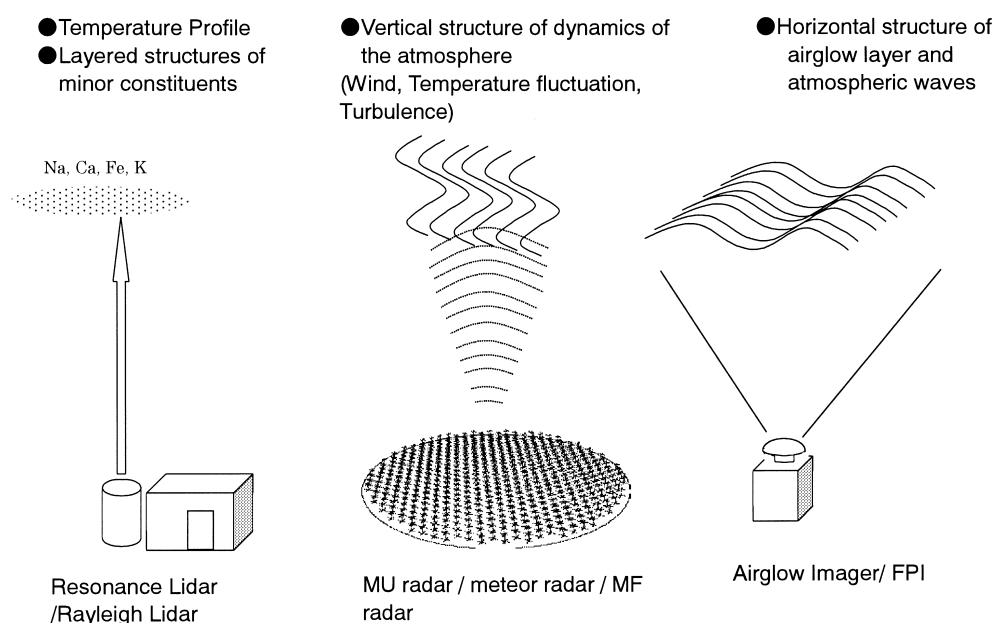 ●Temperature Profile
●Layered structures of
minor constituents
●Vertical structure of dynamics of
the atmosphere
(Wind, Temperature fluctuation,
Turbulence)
●Horizontal structure of
airglow layer and
atmospheric waves
Na, Ca, Fe, K
Resonance Lidar
/Rayleigh Lidar
MU radar / meteor radar / MF
radar
Airglow Imager/ FPI